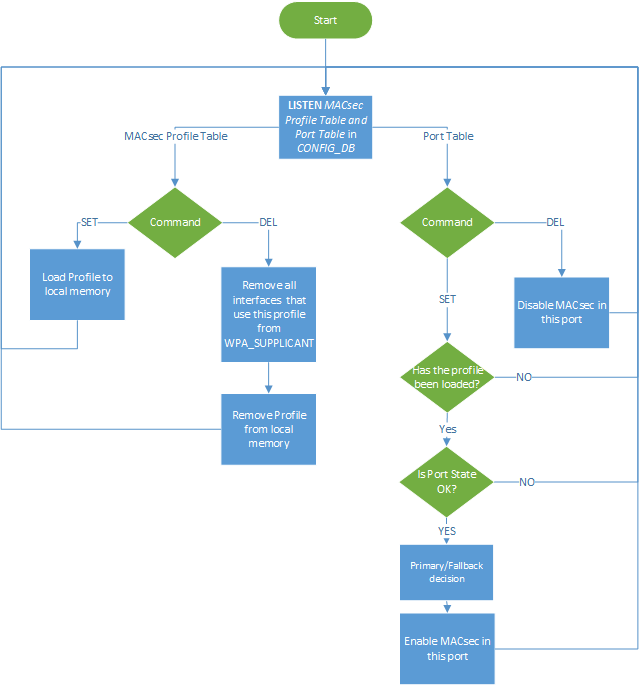 Start
LISTEN MACsec
Profile Table and
Port Table in
CONFIG_DB
MACsec Profile Table
Port Table
Command
Command
SET
DEL
DEL
Load Profile to
local memory
Remove all
interfaces that
use this profile
from
WPA_SUPPLICANT
SET
Disable MACsec in
this port
Has the profile
been loaded?
NO
Remove Profile
from local
memory
Yes
Is Port State
OK?
NO
YES
Primary/Fallback
decision
Enable MACsec in
this port